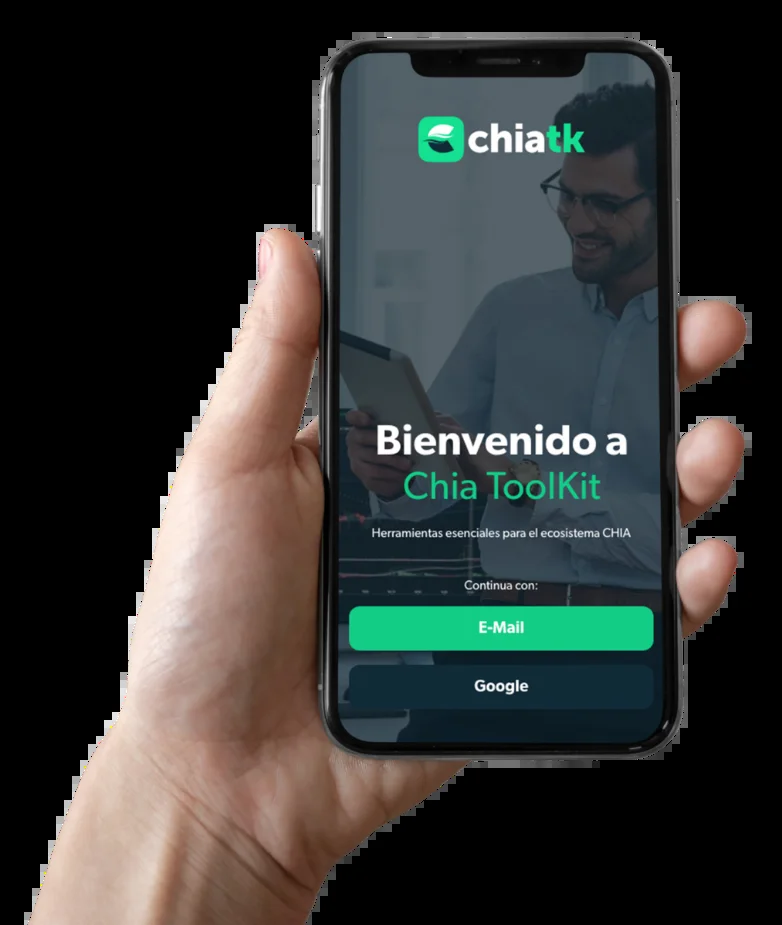 chiatk
Bienvenido a
Chia ToolKit
Herramientas esenciales para el ecosistema CHIA
Continua con:
E-Mail
Google